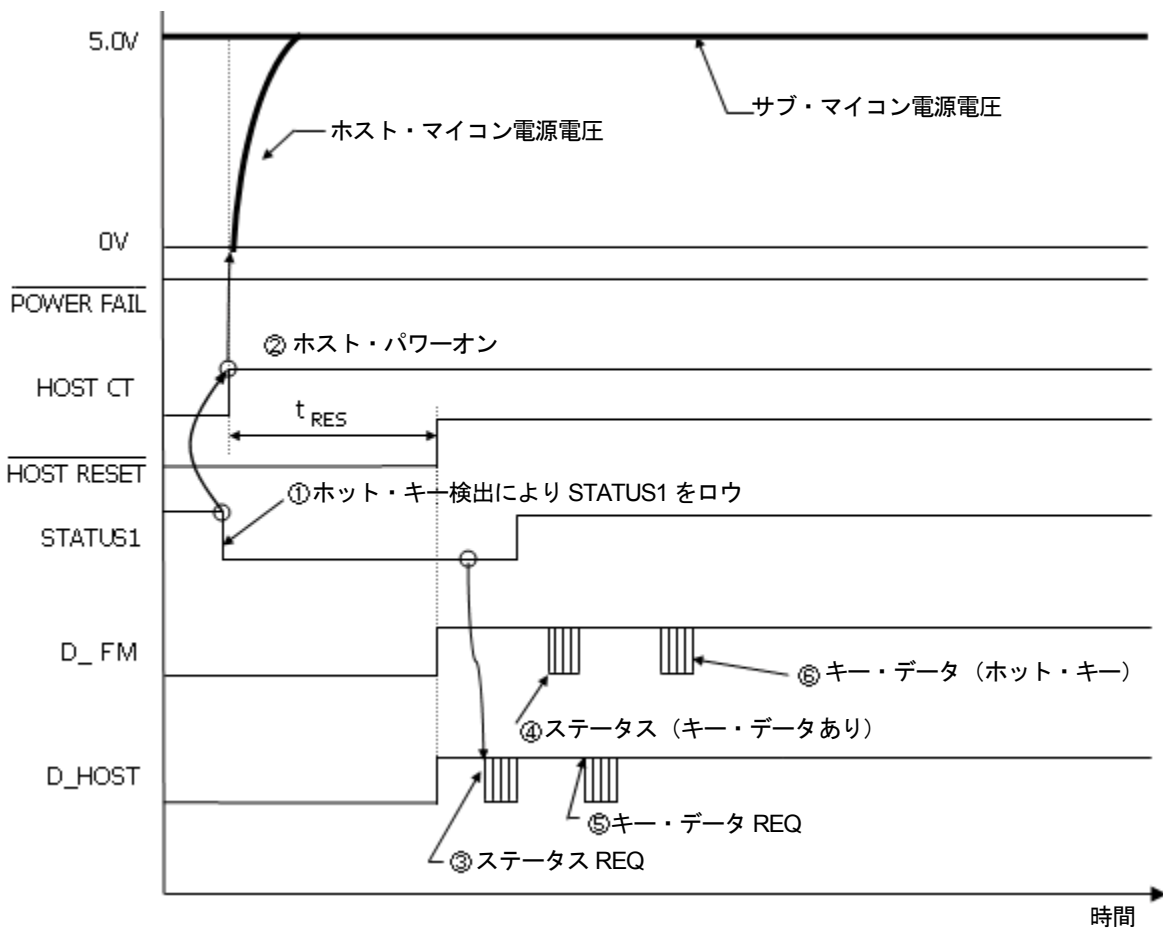 5.0V
サブ・マイコン電源電圧
ホスト・マイコン電源電圧
0V
POWER FAIL
② ホスト・パワーオン
HOST CT
t RES
HOST RESET
①ホット・キー検出により STATUS1 をロウ
STATUS1
D_ FM
⑥ キー・データ（ホット・キー）
④ステータス（キー・データあり）
D_HOST
⑤キー・データ REQ
③ ステータス REQ
時間